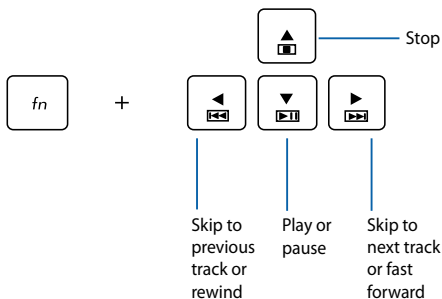 Stop
fn +
Skip to previous track or rewind
Play or pause
Skip to next track or fast forward